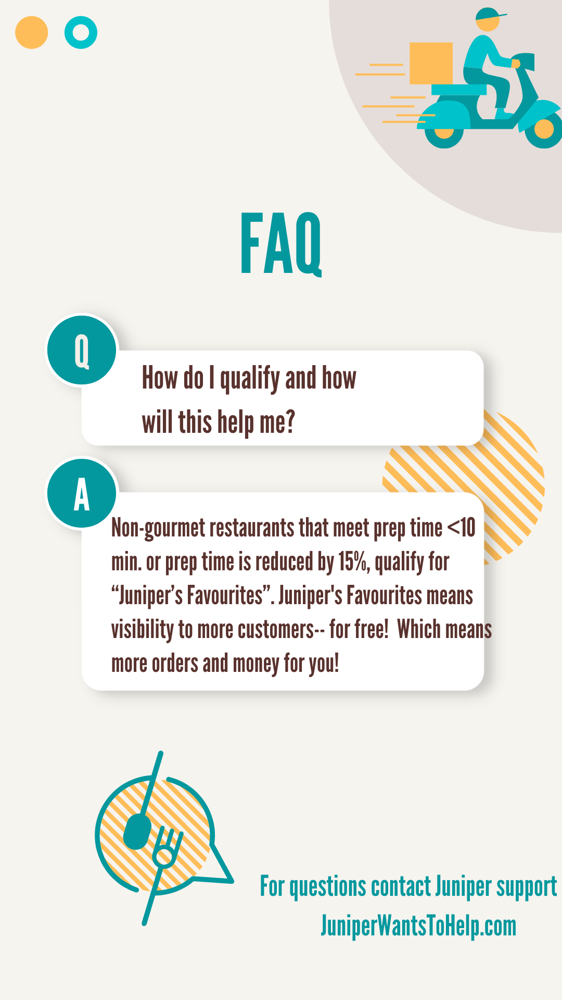 FAQ
Q
How do I qualify and how
will this help me?
A
Non-gourmet restaurants that meet prep time <10
min. or prep time is reduced by 15%, qualify for
“Juniper’s Favourites”. Juniper's Favourites means
visibility to more customers-- for free!  Which means
more orders and money for you!
For questions contact Juniper support
JuniperWantsToHelp.com